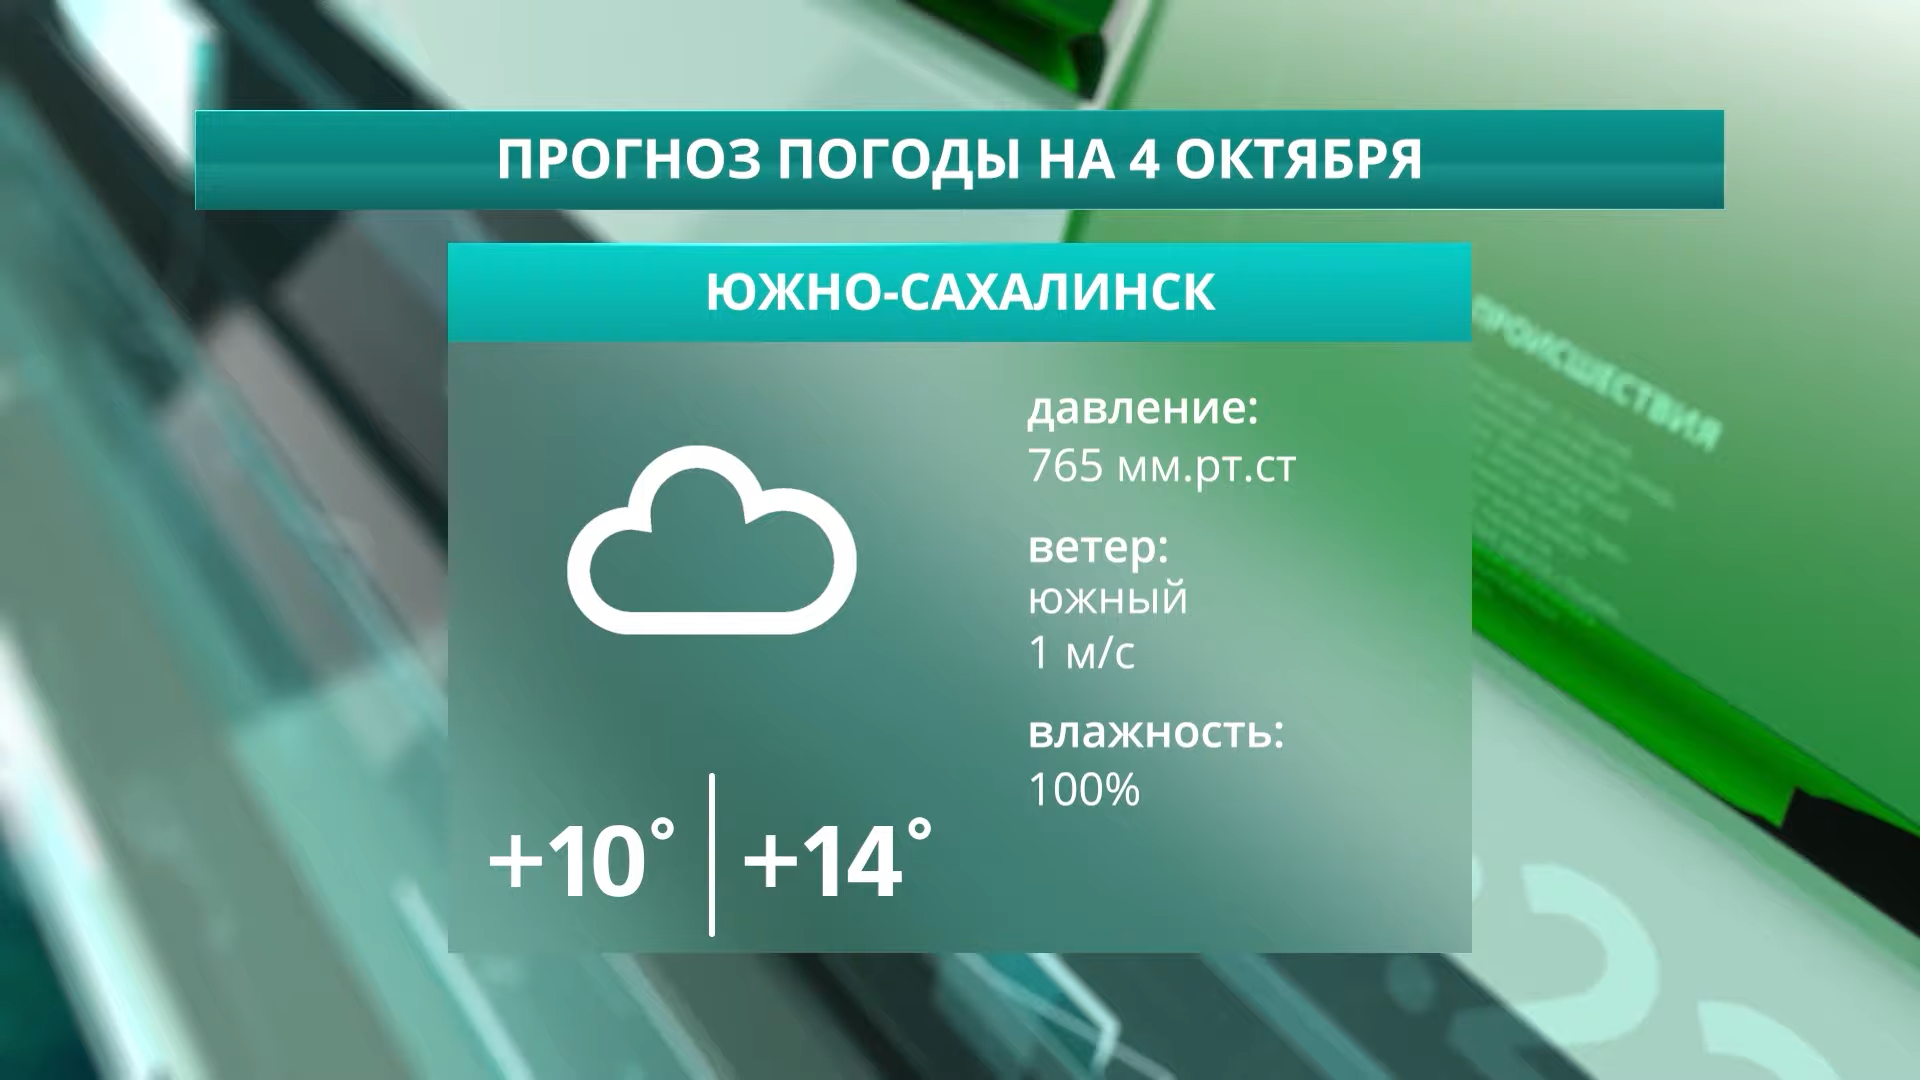 ПРОГНОЗ ПОГОДЫ НА 4 ОКТЯБРЯ
ЮЖНО-САХАЛИНСК
давление:
765 мм.рт.ст
ветер:
южный
1 м/с
влажность:
100%
+10° +14°
ПРОИСШЕСТВИЯ